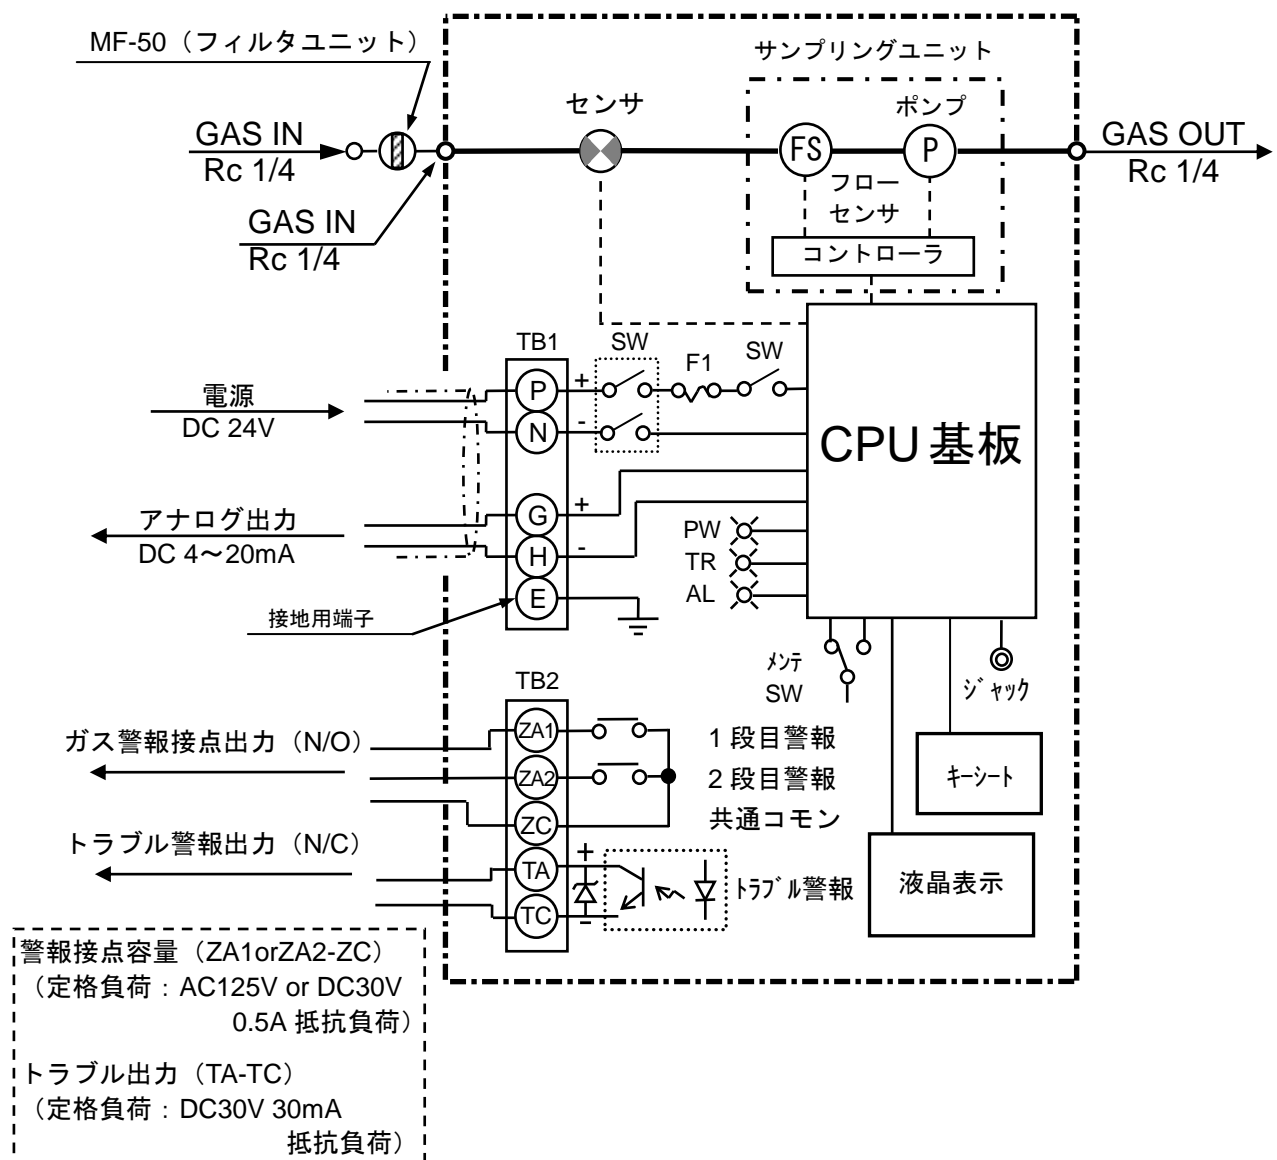 MF-50（フィルタユニット）
サンプリングユニット
センサ
ポンプ
GAS IN
Rc 1/4
FS
P
GAS OUT
Rc 1/4
フロー
センサ
GAS IN
Rc 1/4
コントローラ
TB1
SW
F1
SW
電源
DC 24V
P
+
N
-
CPU 基板
アナログ出力
DC 4～20mA
G
+
H
-
E
接地用端子
PW
TR
AL
メンテ
SW
ジャック
TB2
ガス警報接点出力（N/O）
ZA1
1 段目警報
ZA2
2 段目警報
ZC
共通コモン
キーシート
トラブル警報出力（N/C）
TA
+
TC
-
トラブル警報
液晶表示
警報接点容量（ZA1orZA2-ZC）
（定格負荷：AC125V or DC30V
0.5A 抵抗負荷）
トラブル出力（TA-TC）
（定格負荷：DC30V 30mA
抵抗負荷）